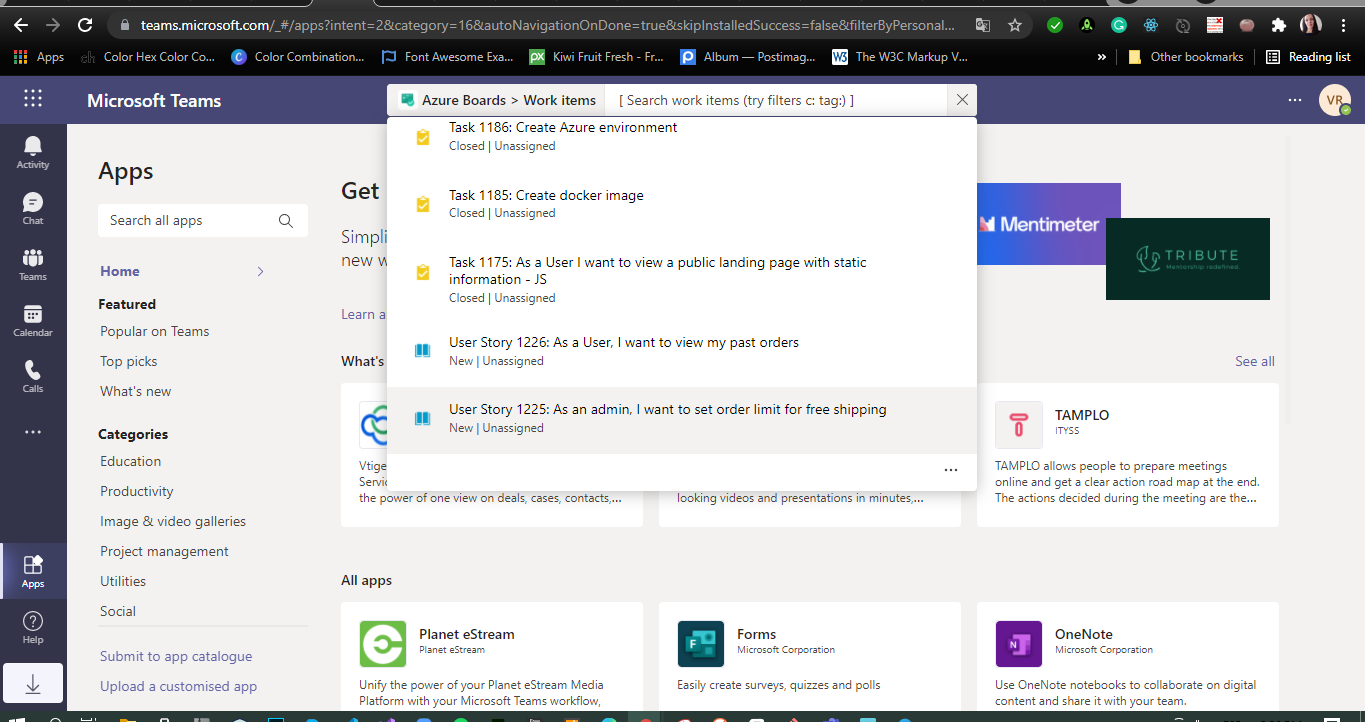 teams.microsoft.com/_#/apps?intent=2&category=16&autoNavigationOnDone=true&skipInstalledSuccess=false&filterByPersonal...
Apps
Color Hex Color Co...
Color Combination...
Font Awesome Exa...
Kiwi Fruit Fresh - Fr...
Album — Postimag...
The W3C Markup V...
»
Other bookmarks
Reading list
Microsoft Teams
Azure Boards > Work items
[ Search work items (try filters c: tag:) ]
VR
Activity
Chat
Teams
Calendar
Calls
Apps
Help
Apps
Search all apps
Home
Featured
Popular on Teams
Top picks
What's new
Categories
Education
Productivity
Image & video galleries
Project management
Utilities
Social
Submit to app catalogue
Upload a customised app
Task 1186: Create Azure environment
Closed | Unassigned
Task 1185: Create docker image
Closed | Unassigned
Task 1175: As a User I want to view a public landing page with static
information - JS
Closed | Unassigned
User Story 1226: As a User, I want to view my past orders
New | Unassigned
User Story 1225: As an admin, I want to set order limit for free shipping
New | Unassigned
Get
Simpli
new w
Learn a
Mentimeter
TRIBUTE
Mentorship redefined.
What's
See all
Vtige
Servic
the power of one view on deals, cases, contacts,...
looking videos and presentations in minutes,...
TAMPLO
ITYSS
TAMPLO allows people to prepare meetings
online and get a clear action road map at the end.
The actions decided during the meeting are the...
All apps
Planet eStream
Planet eStream
Unify the power of your Planet eStream Media
Platform with your Microsoft Teams workflow,
Forms
Microsoft Corporation
Easily create surveys, quizzes and polls
OneNote
Microsoft Corporation
Use OneNote notebooks to collaborate on digital
content and share it with your team.